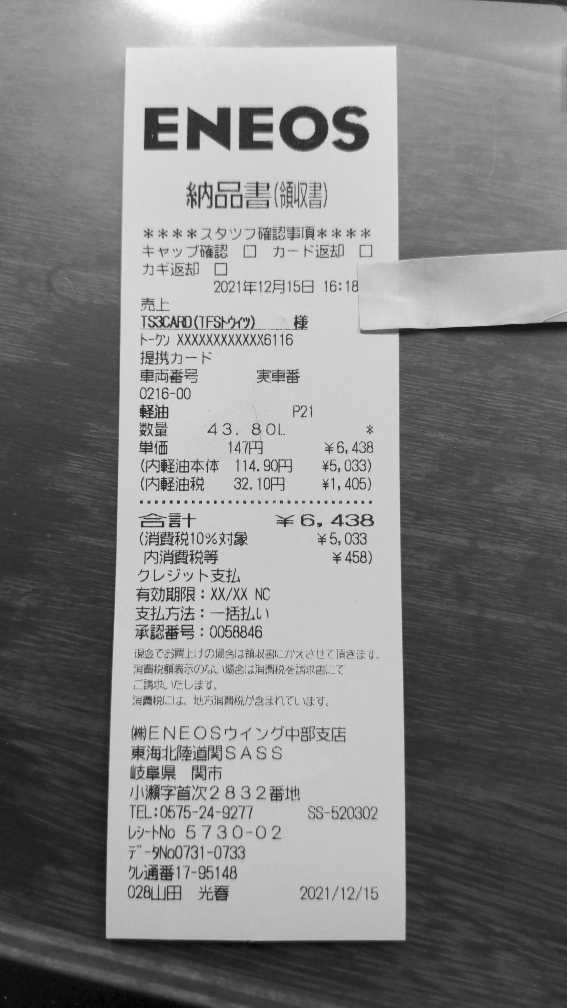 ENEOS
納品書(領収書)
****スタッフ確認事項****
キャップ確認 □ カード返却 □
カギ返却 □
2021年12月15日 16:18
売上
TS3CARD(TFSトウイツ) 様
トークン XXXXXXXXXXXX6116
提携カード
車両番号 実車番
0216-00
軽油 P21
数量 43.80L *
単価 147円 ¥6,438
(内軽油本体 114.90円 ¥5,033)
(内軽油税 32.10円 ¥1,405)
合計 ¥6,438
(消費税10%対象 ¥5,033
内消費税等 ¥458)
クレジット支払
有効期限:XX/XX NC
支払方法:一括払い
承認番号:0058846
現金でお買上げの場合は領収書にかえさせて頂きます。
消費税額表示のない場合は消費税を請求書にて
ご請求いたします。
消費税には、地方消費税が含まれています。
㈱ENEOSウイング中部支店
東海北陸道関SASS
岐阜県 関市
小瀬字首次2832番地
TEL:0575-24-9277 SS-520302
レシートNo 5730-02
データNo0731-0733
クレ通番17-95148
028山田 光春 2021/12/15